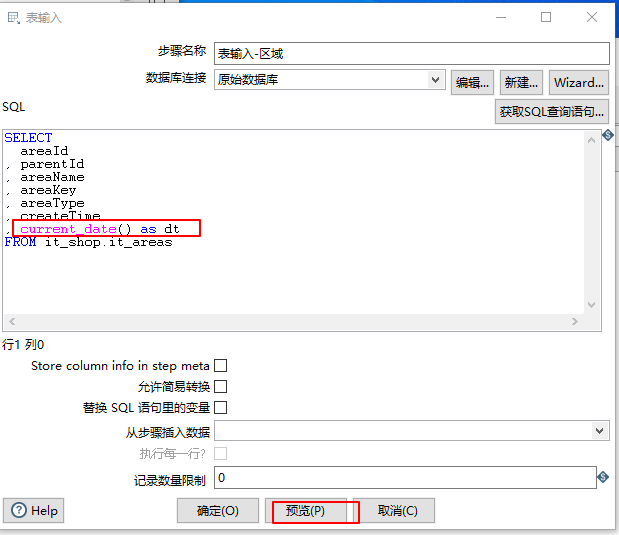 表输入
步骤名称 表输入-区域
数据库连接 原始数据库 编辑... 新建... Wizard...
SQL 获取SQL查询语句...
SELECT
areaId
, parentId
, areaName
, areaKey
, areaType
, createTime
, current_date() as dt
FROM it_shop.it_areas
行1 列0
Store column info in step meta
允许简易转换
替换 SQL 语句里的变量
从步骤插入数据
执行每一行?
记录数量限制 0
Help 确定(O) 预览(P) 取消(C)